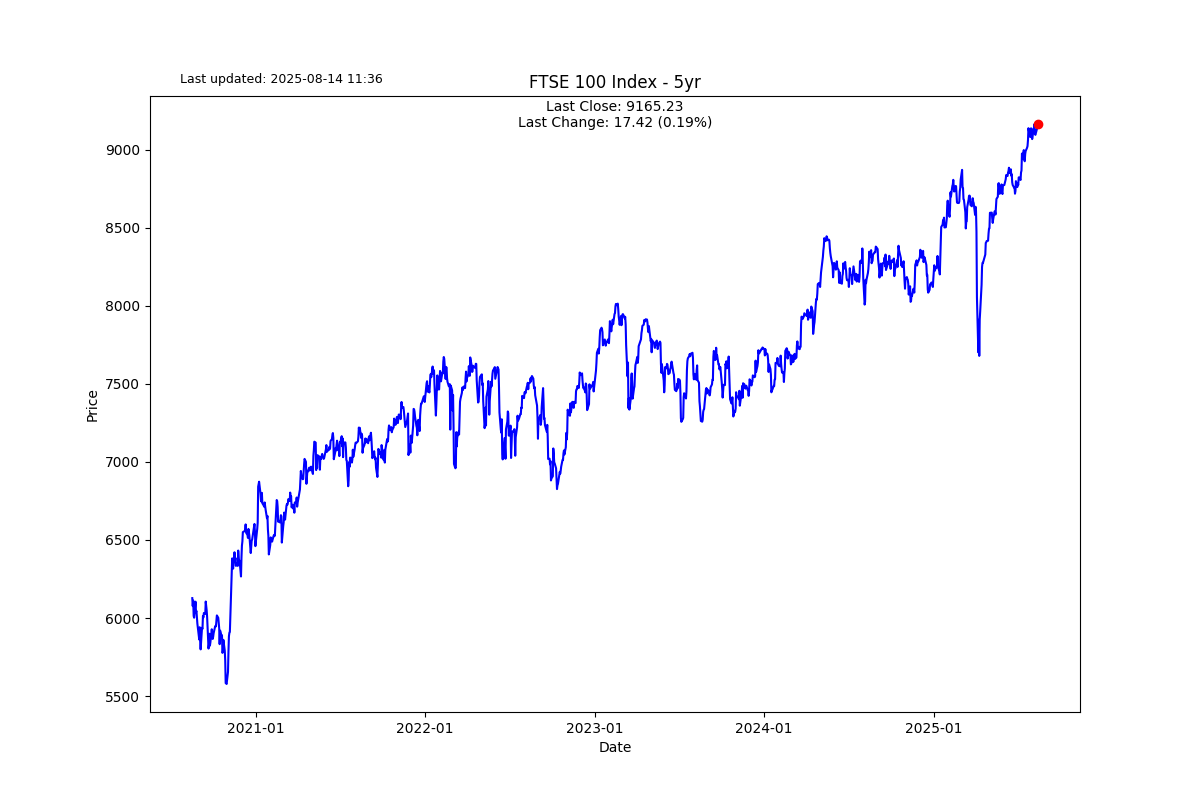 Last updated: 2025-08-14 11:36
FTSE 100 Index - 5yr
Last Close: 9165.23
Last Change: 17.42 (0.19%)
9000
8500
8000
7500
7000
6500
6000
5500
Price
2021-01 2022-01 2023-01 2024-01 2025-01
Date